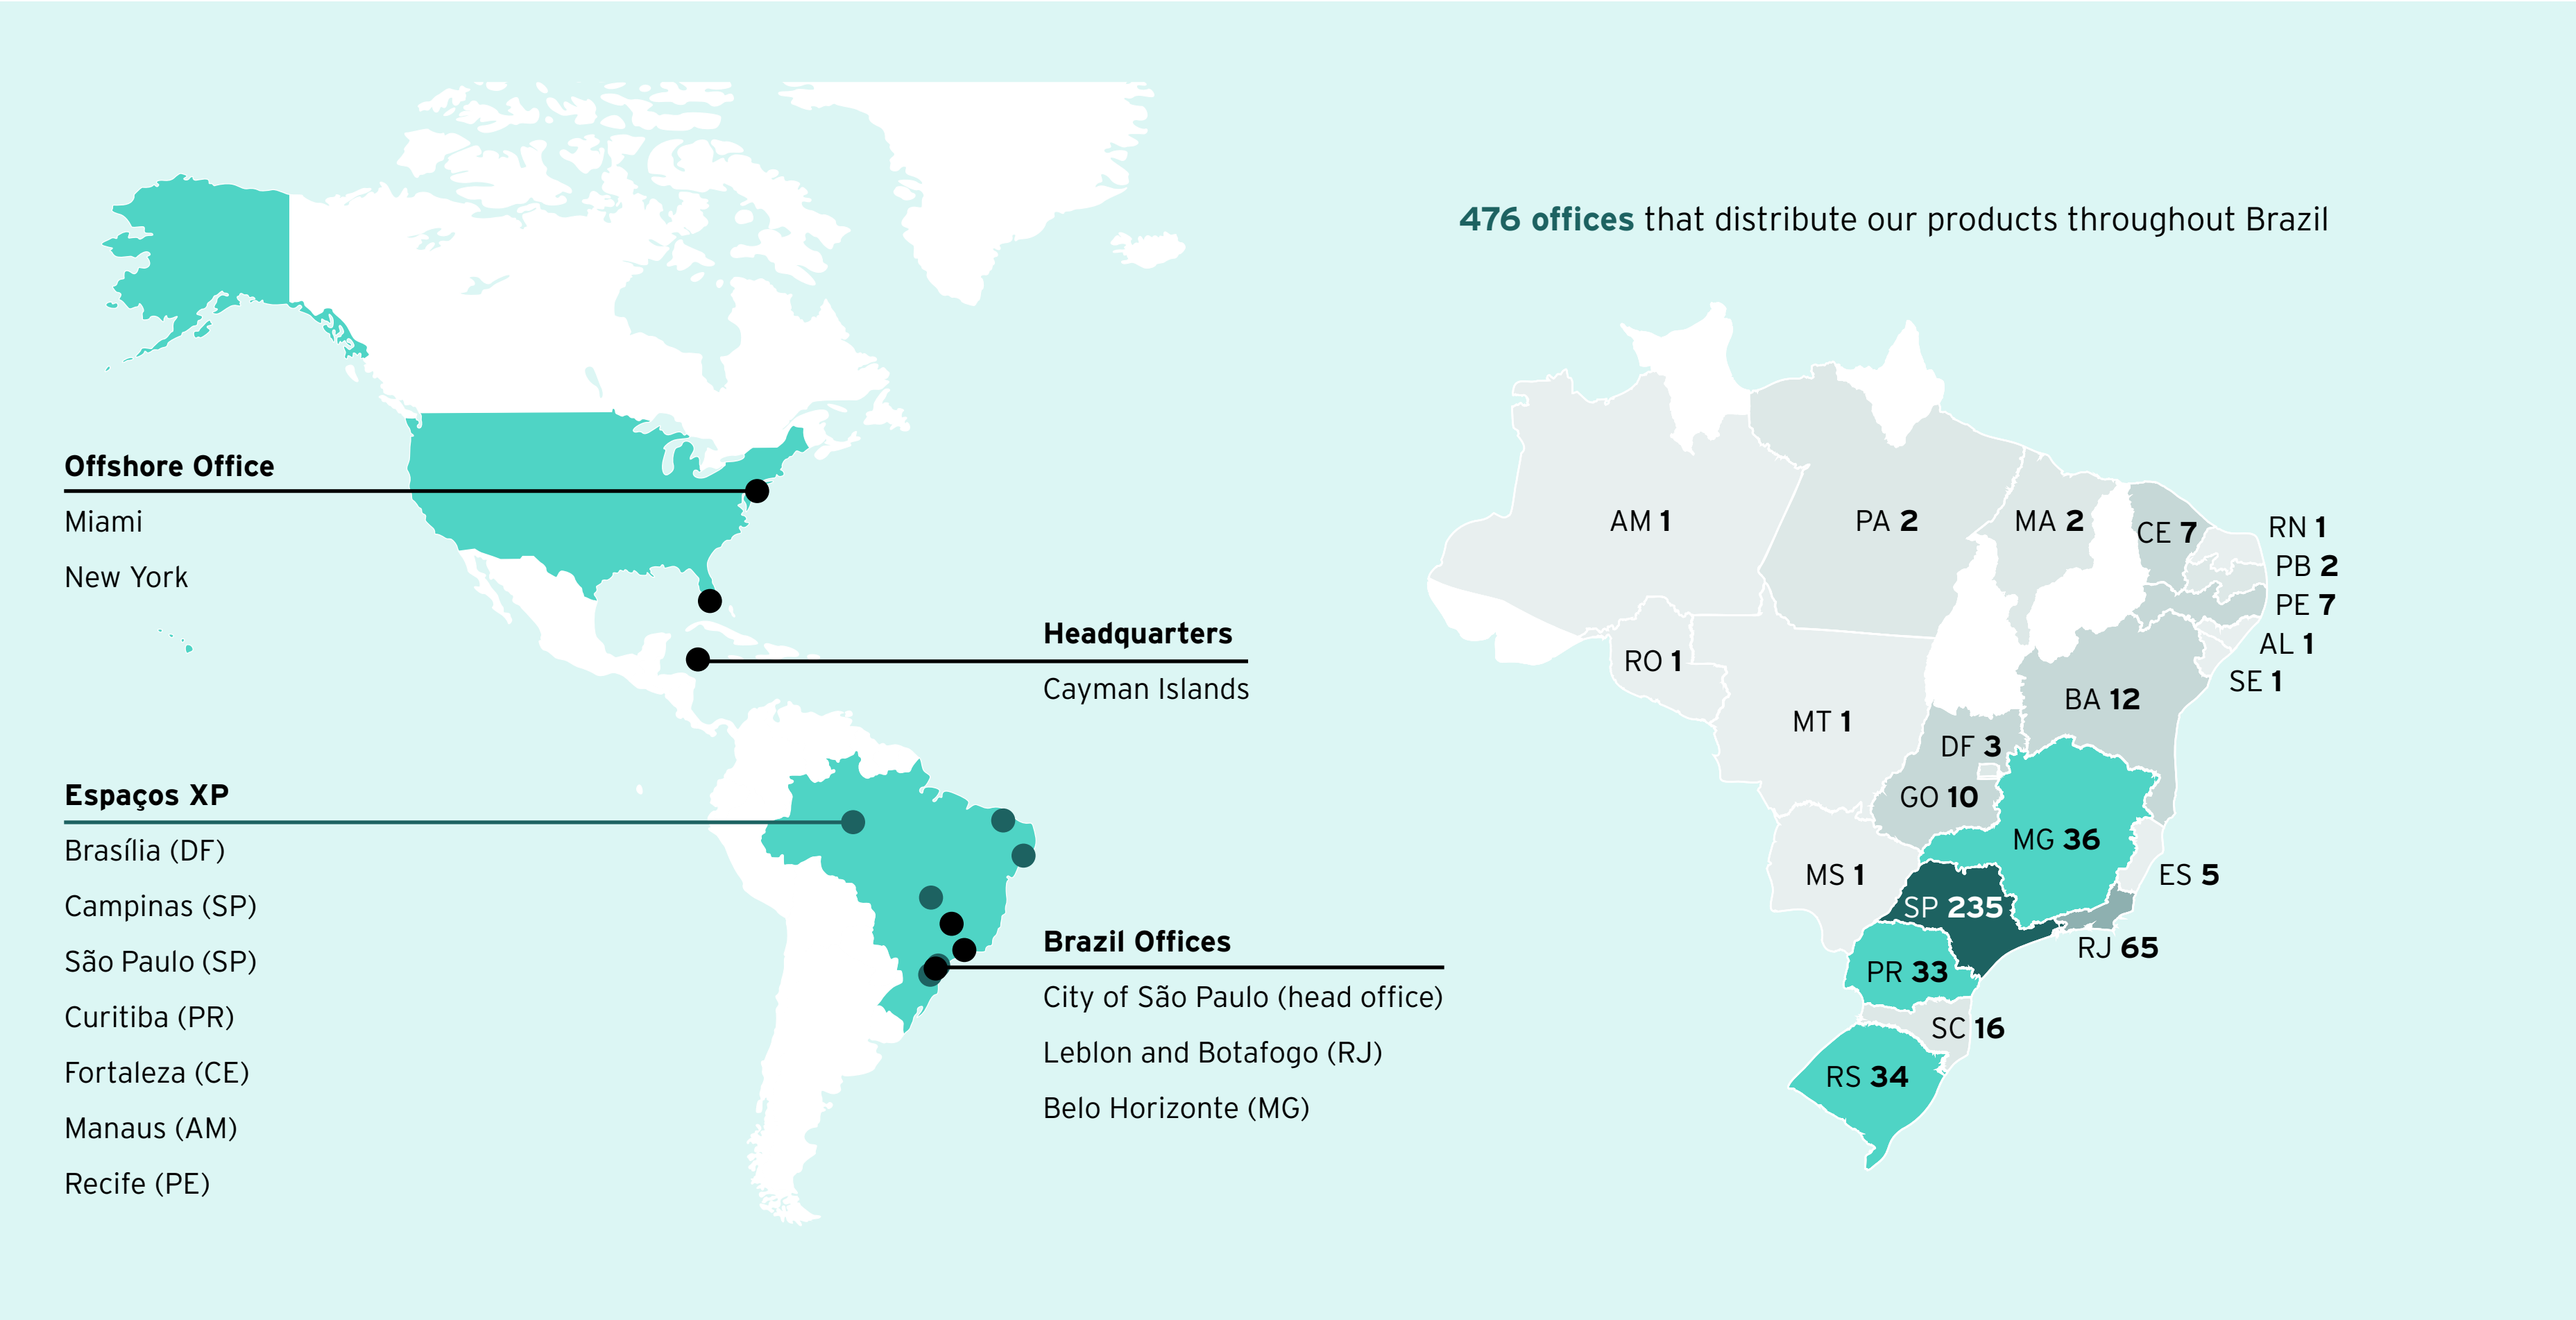 476 offices that distribute our products throughout Brazil
Offshore Office
Miami
New York
Headquarters
Cayman Islands
Espaços XP
Brasília (DF)
Campinas (SP)
São Paulo (SP)
Curitiba (PR)
Fortaleza (CE)
Manaus (AM)
Recife (PE)
Brazil Offices
City of São Paulo (head office)
Leblon and Botafogo (RJ)
Belo Horizonte (MG)
AM 1
PA 2
MA 2
CE 7
RN 1
PB 2
PE 7
AL 1
SE 1
RO 1
BA 12
MT 1
DF 3
GO 10
MG 36
MS 1
ES 5
SP 235
RJ 65
PR 33
SC 16
RS 34